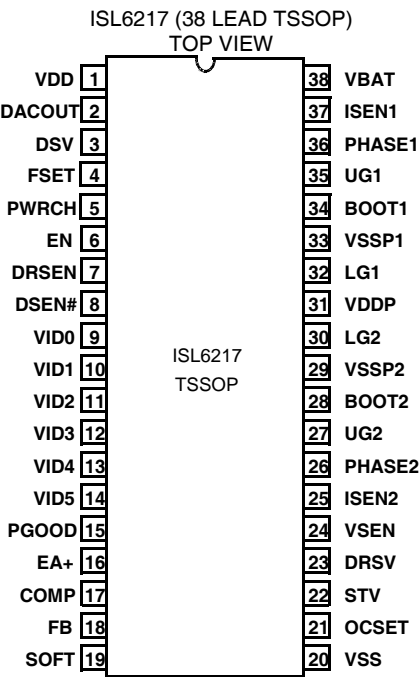 ISL6217 (38 LEAD TSSOP)
TOP VIEW
VDD 1 38 VBAT
DACOUT 2 37 ISEN1
DSV 3 36 PHASE1
FSET 4 35 UG1
PWRCH 5 34 BOOT1
EN 6 33 VSSP1
DRSEN 7 32 LG1
DSEN# 8 31 VDDP
VID0 9 30 LG2
VID1 10 29 VSSP2
VID2 11 28 BOOT2
VID3 12 27 UG2
VID4 13 26 PHASE2
VID5 14 25 ISEN2
PGOOD 15 24 VSEN
EA+ 16 23 DRSV
COMP 17 22 STV
FB 18 21 OCSET
SOFT 19 20 VSS
ISL6217
TSSOP